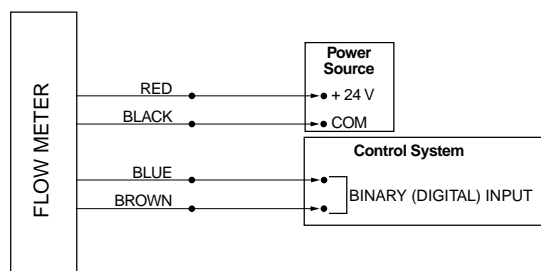 FLOW METER
RED
BLACK
BLUE
BROWN
Power
Source
+ 24 V
COM
Control System
BINARY (DIGITAL) INPUT